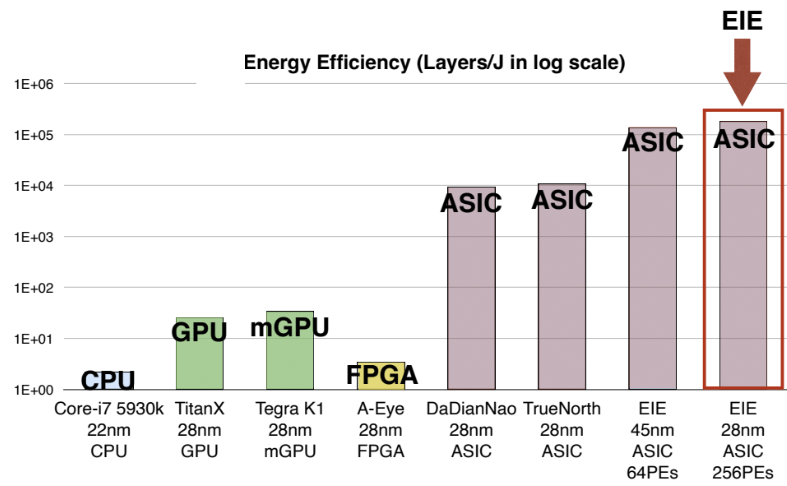 EIE
Energy Efficiency (Layers/J in log scale)
1E+06
1E+05
1E+04
1E+03
1E+02
1E+01
1E+00
CPU
GPU
mGPU
FPGA
ASIC
ASIC
ASIC
ASIC
Core-i7 5930k
22nm
CPU
TitanX
28nm
GPU
Tegra K1
28nm
mGPU
A-Eye
28nm
FPGA
DaDianNao
28nm
ASIC
TrueNorth
28nm
ASIC
EIE
45nm
ASIC
64PEs
EIE
28nm
ASIC
256PEs